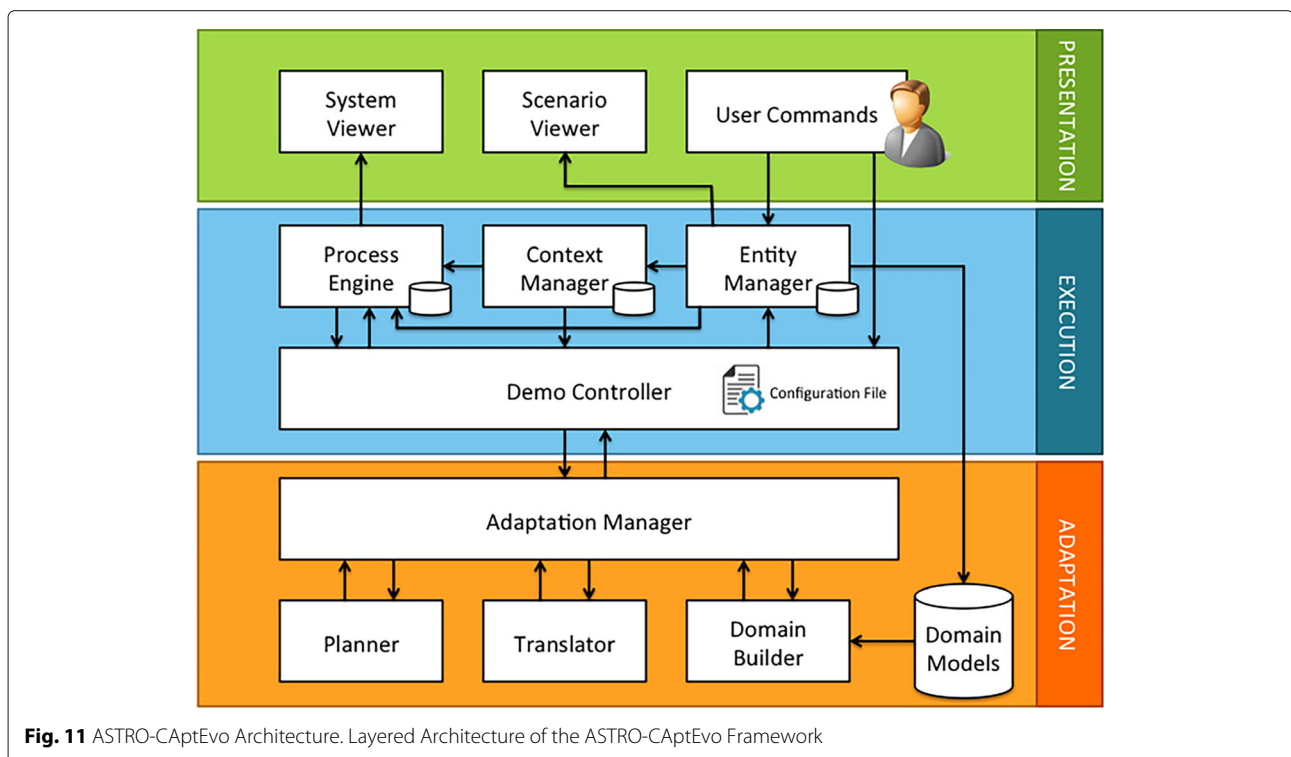 System
Viewer
Scenario
Viewer
User Commands
PRESENTATION
Process
Engine
Context
Manager
Entity
Manager
Demo Controller
Configuration File
EXECUTION
Adaptation Manager
Planner
Translator
Domain
Builder
Domain
Models
ADAPTATION
Fig. 11 ASTRO-CAptEvo Architecture. Layered Architecture of the ASTRO-CAptEvo Framework